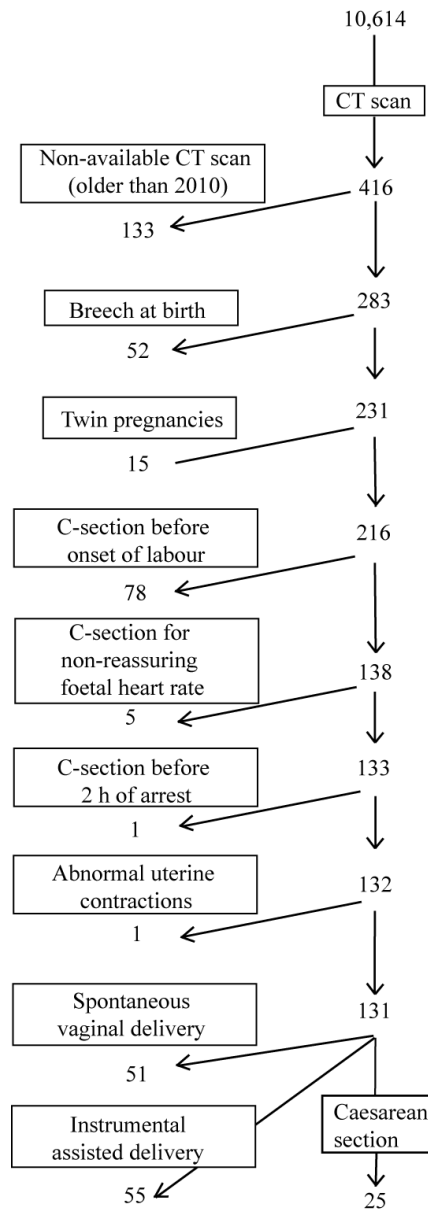 10,614
CT scan
Non-available CT scan
(older than 2010)
416
133
283
Breech at birth
52
231
Twin pregnancies
15
C-section before
onset of labour
216
78
C-section for
non-reassuring
foetal heart rate
138
5
C-section before
2 h of arrest
133
1
Abnormal uterine
contractions
132
1
Spontaneous
vaginal delivery
131
51
Instrumental
assisted delivery
Caesarean
section
55
25